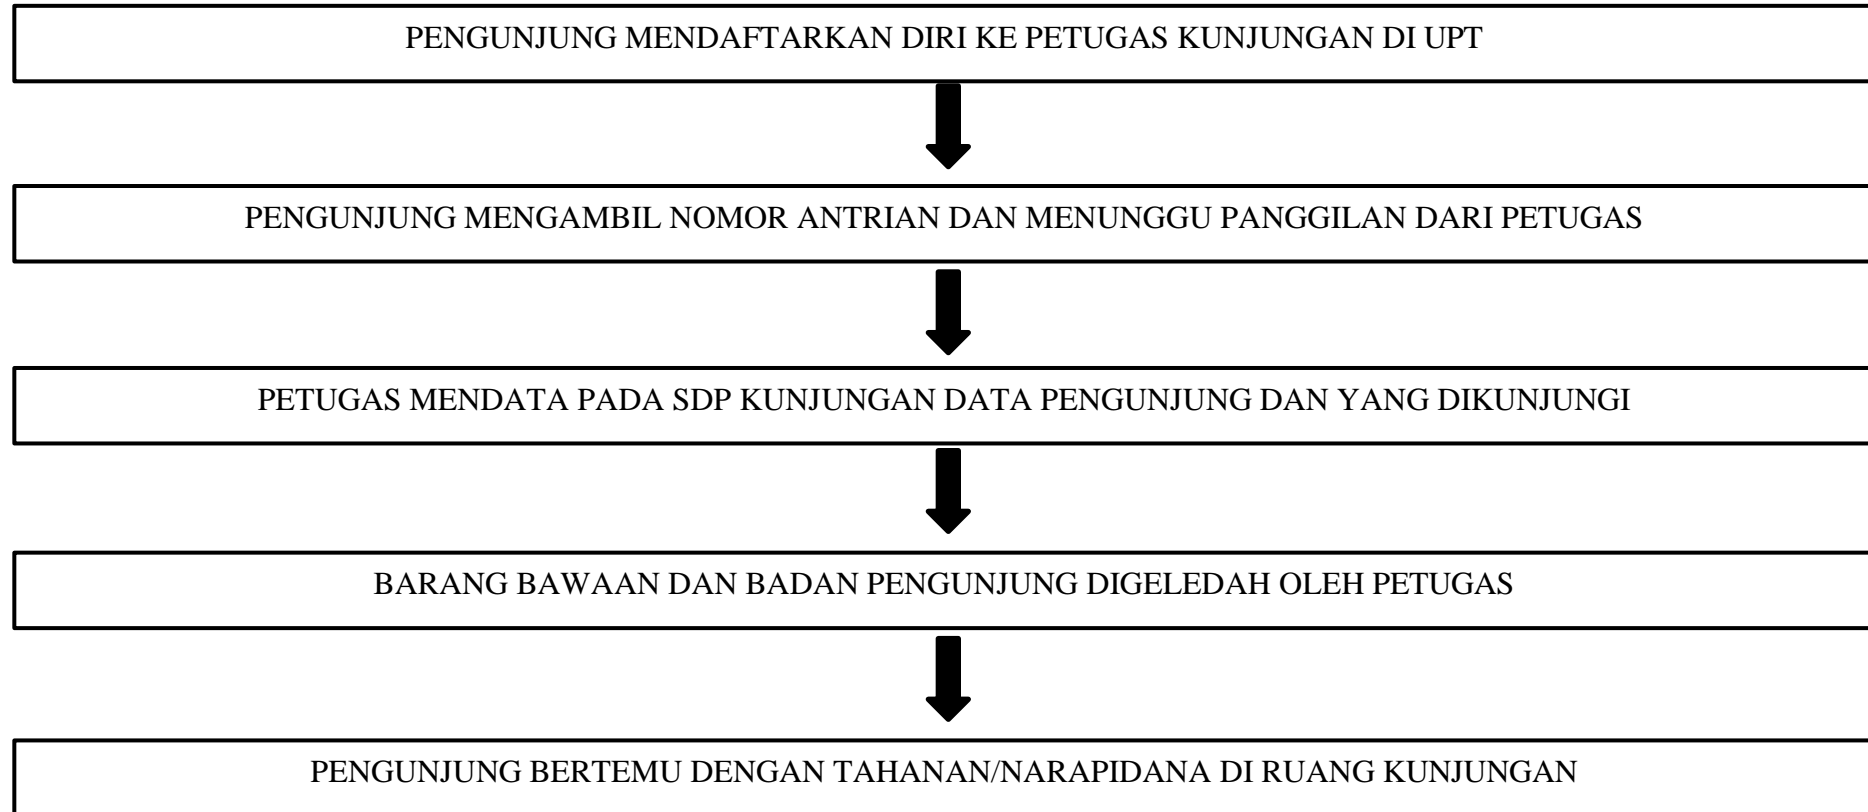 PENGUNJUNG MENDAFTARKAN DIRI KE PETUGAS KUNJUNGAN DI UPT
PENGUNJUNG MENGAMBIL NOMOR ANTRIAN DAN MENUNGGU PANGGILAN DARI PETUGAS
PETUGAS MENDATA PADA SDP KUNJUNGAN DATA PENGUNJUNG DAN YANG DIKUNJUNGI
BARANG BAWAAN DAN BADAN PENGUNJUNG DIGELEDAH OLEH PETUGAS
PENGUNJUNG BERTEMU DENGAN TAHANAN/NARAPIDANA DI RUANG KUNJUNGAN